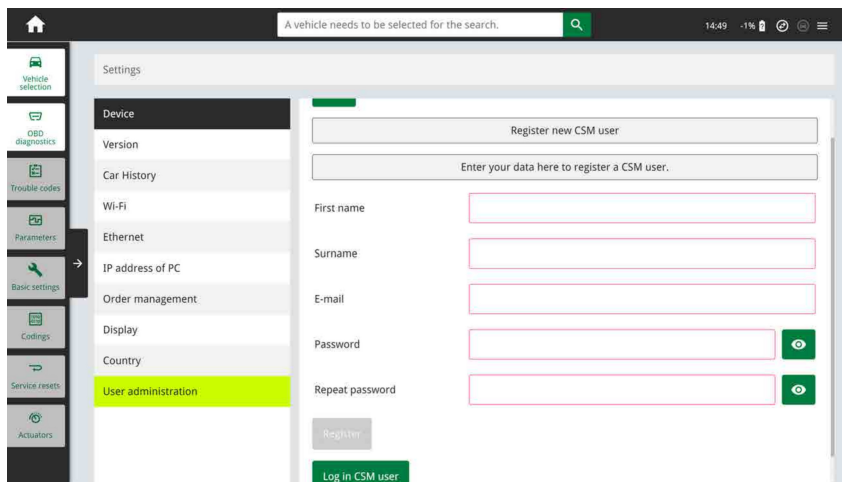 A vehicle needs to be selected for the search.
14:49 -1%
Vehicle
selection
OBD
diagnostics
Trouble codes
Parameters
Basic settings
Codings
Service resets
Actuators
Settings
Device
Version
Car History
Wi-Fi
Ethernet
IP address of PC
Order management
Display
Country
User administration
Register new CSM user
Enter your data here to register a CSM user.
First name
Surname
E-mail
Password
Repeat password
Register
Log in CSM user